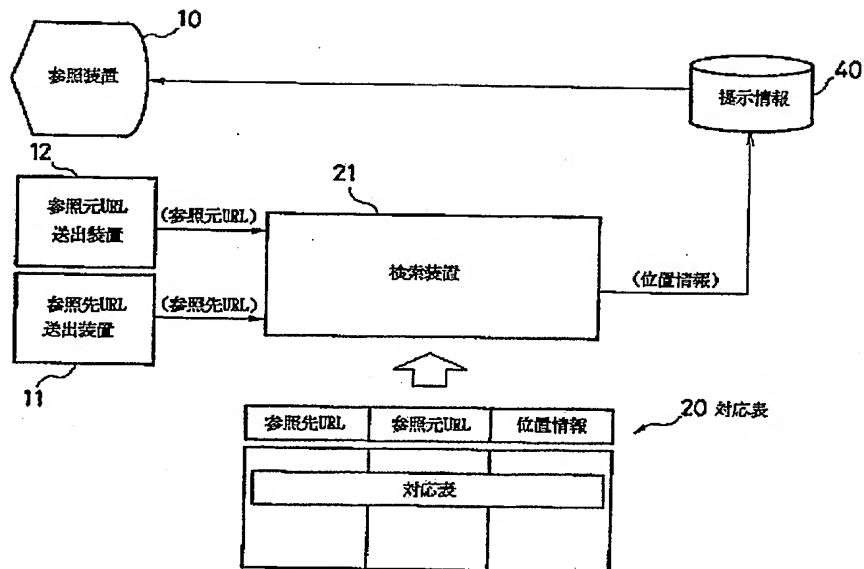 10
参照装置
40
提示情報
12
参照元URL
送出装置
(参照元URL)
21
検索装置
(位置情報)
参照先URL
送出装置
(参照先URL)
11
参照先URL
参照元URL
位置情報
20 対応表
対応表